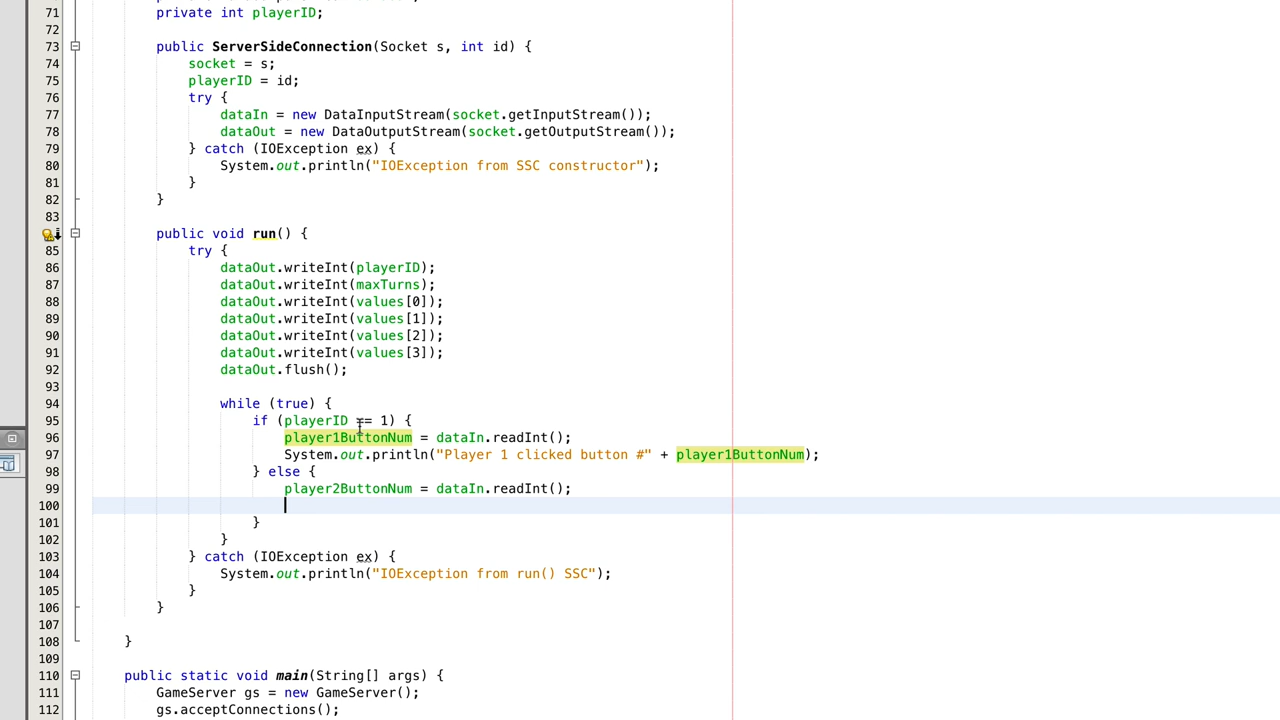 71 private int playerID;
72
73 public ServerSideConnection(Socket s, int id) {
74 socket = s;
75 playerID = id;
76 try {
77 dataIn = new DataInputStream(socket.getInputStream());
78 dataOut = new DataOutputStream(socket.getOutputStream());
79 } catch (IOException ex) {
80 System.out.println("IOException from SSC constructor");
81 }
82 }
83
public void run() {
85 try {
86 dataOut.writeInt(playerID);
87 dataOut.writeInt(maxTurns);
88 dataOut.writeInt(values[0]);
89 dataOut.writeInt(values[1]);
90 dataOut.writeInt(values[2]);
91 dataOut.writeInt(values[3]);
92 dataOut.flush();
93
94 while (true) {
95 if (playerID == 1) {
96 player1ButtonNum = dataIn.readInt();
97 System.out.println("Player 1 clicked button #" + player1ButtonNum);
98 } else {
99 player2ButtonNum = dataIn.readInt();
100
101 }
102 }
103 } catch (IOException ex) {
104 System.out.println("IOException from run() SSC");
105 }
106 }
107
108 }
109
110 public static void main(String[] args) {
111 GameServer gs = new GameServer();
112 gs.acceptConnections();